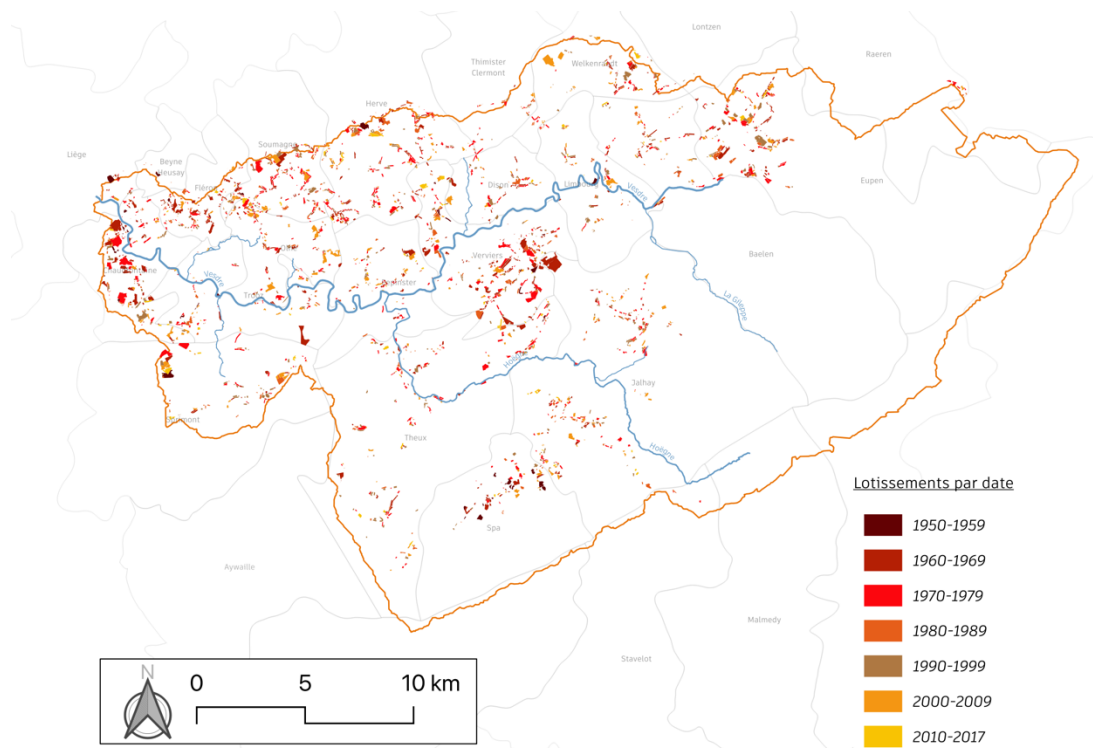 Lontzen
Raeren
Thimister
Clermont
Welkenraedt
Herve
Liège
Soumagne
Beyne
Heusay
Fléron
Dison
Limbourg
Vesdre
Eupen
Verviers
Baelen
Chaudfontaine
Vesdre
Pepinster
La Gileppe
Hoëgne
Jalhay
Theux
Hoëgne
Spa
Aywaille
Malmedy
Stavelot
Lotissements par date
1950-1959
1960-1969
1970-1979
1980-1989
1990-1999
2000-2009
2010-2017
N
0 5 10 km